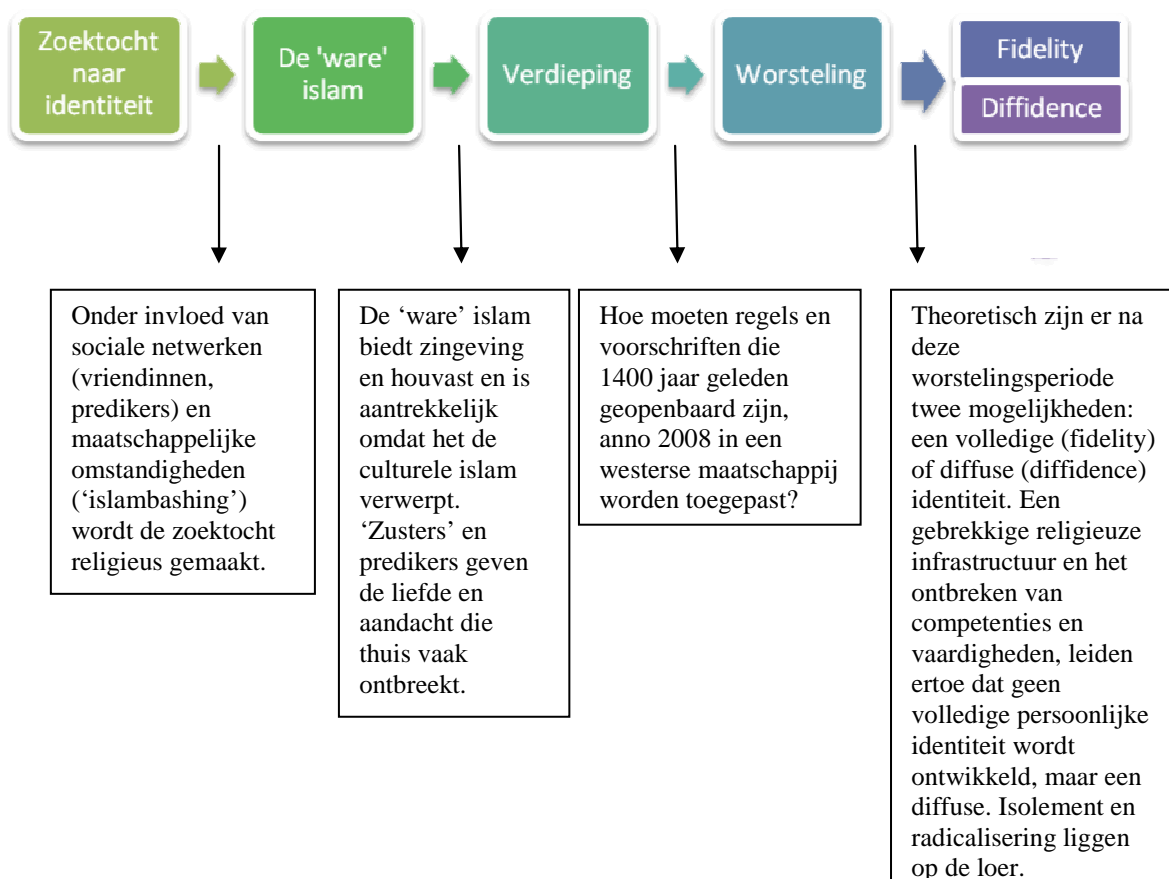 Zoektocht
naar
identiteit
De 'ware'
islam
Verdieping
Worsteling
Fidelity
Diffidence
Onder invloed van
sociale netwerken
(vriendinnen,
predikers) en
maatschappelijke
omstandigheden
(‘islambashing’)
wordt de zoektocht
religieus gemaakt.
De ‘ware’ islam
biedt zingeving
en houvast en is
aantrekkelijk
omdat het de
culturele islam
verwerpt.
‘Zusters’ en
predikers geven
de liefde en
aandacht die
thuis vaak
ontbreekt.
Hoe moeten regels en
voorschriften die
1400 jaar geleden
geopenbaard zijn,
anno 2008 in een
westerse maatschappij
worden toegepast?
Theoretisch zijn er na
deze
worstelingsperiode
twee mogelijkheden:
een volledige (fidelity)
of diffuse (diffidence)
identiteit. Een
gebrekkige religieuze
infrastructuur en het
ontbreken van
competenties en
vaardigheden, leiden
ertoe dat geen
volledige persoonlijke
identiteit wordt
ontwikkeld, maar een
diffuse. Isolement en
radicalisering liggen
op de loer.